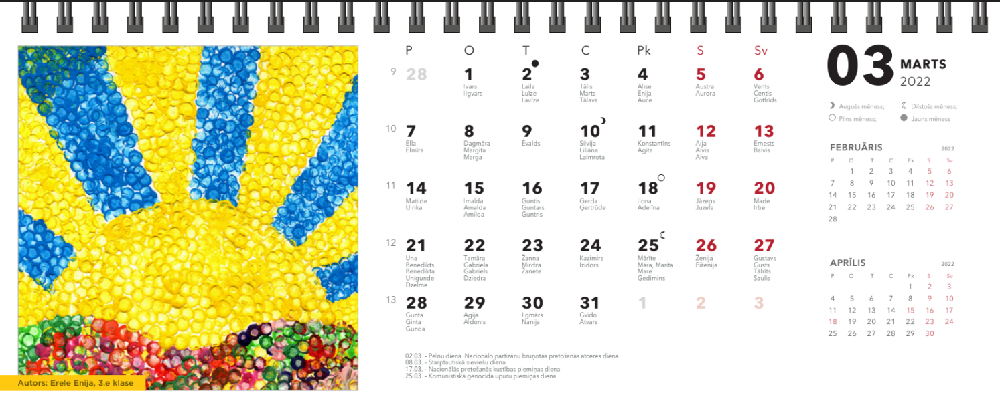 P O T C Pk S Sv
9 28 1 2 3 4 5 6
Ivars Laila Tālis Alise Austra Vents
Ilgvars Luīze Marts Enija Aurora Centis
Lavīze Tālavs Auce Gotfrīds
10 7 8 9 10 11 12 13
Ella Dagmāra Ēvalds Silvija Konstantīns Aija Ernests
Elmīra Margita Liliāna Agita Aivis Balvis
Marga Laimrota Aiva
11 14 15 16 17 18 19 20
Matilde Imalda Guntis Ģerda Ilona Jāzeps Made
Ulrika Amalda Guntars Ģertrūde Adelīna Juzefa Irbe
Amilda Guntris
12 21 22 23 24 25 26 27
Una Tamāra Žanna Kazimirs Mārīte Ženija Gustavs
Benedikts Gabriela Mirdza Izidors Māra, Marita Eiženija Gusts
Benedikta Gabriels Žanete Mare Tālrīts
Unigunde Dziedra Ģedimins Saulis
Dzelme
13 28 29 30 31 1 2 3
Gunta Agija Ilgmārs Gvido
Ginta Aldonis Nanija Atvars
Gunda
02.03. - Pelnu diena. Nacionālo partizānu bruņotās pretošanās atceres diena
08.03. - Starptautiskā sieviešu diena
17.03. - Nacionālās pretošanās kustības piemiņas diena
25.03. - Komunistiskā genocīda upuru piemiņas diena
03 MARTS
2022
Augošs mēness; Dilstošs mēness;
Pilns mēness; Jauns mēness
FEBRUĀRIS 2022
P O T C Pk S Sv
1 2 3 4 5 6
7 8 9 10 11 12 13
14 15 16 17 18 19 20
21 22 23 24 25 26 27
28
APRĪLIS 2022
P O T C Pk S Sv
1 2 3
4 5 6 7 8 9 10
11 12 13 14 15 16 17
18 19 20 21 22 23 24
25 26 27 28 29 30
Autors: Erele Enija, 3.e klase